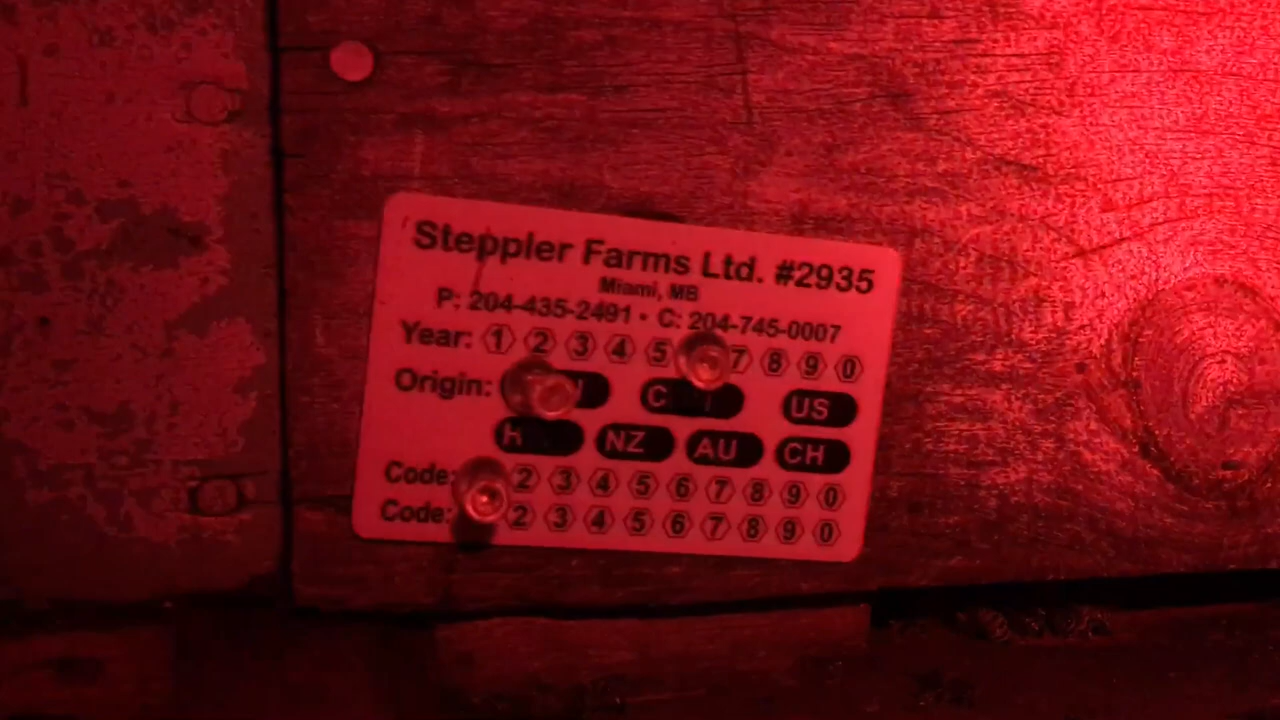 Steppler Farms Ltd. #2935
Miami, MB
P: 204-435-2491 • C: 204-745-0007
Year: 1 2 3 4 5 7 8 9 0
Origin: US
NZ AU CH
Code: 2 3 4 5 6 7 8 9 0
Code: 2 3 4 5 6 7 8 9 0